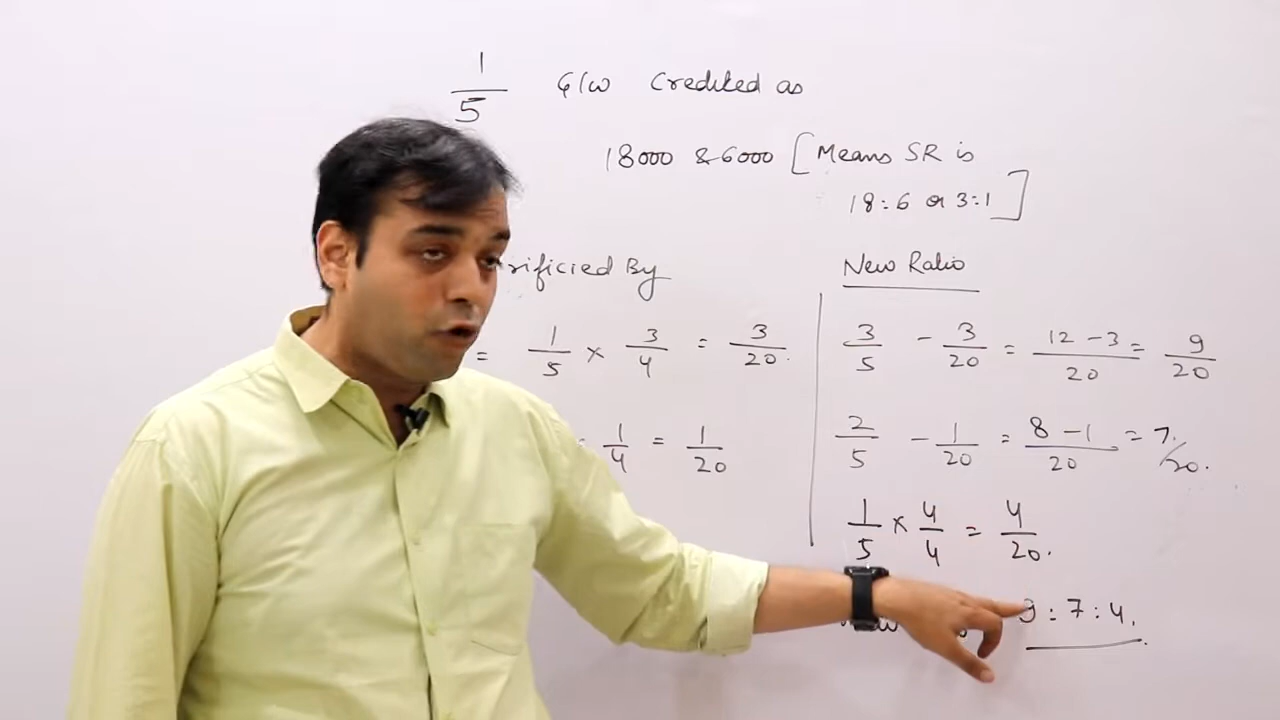 1/5 G/W Credited as
18000 & 6000 [Means SR is
18:6 or 3:1]
rificied By
= 1/5 × 3/4 = 3/20.
1/4 = 1/20
New Ratio
3/5 - 3/20 = 12-3/20 = 9/20
2/5 - 1/20 = 8-1/20 = 7/20.
1/5 × 4/4 = 4/20.
9:7:4.